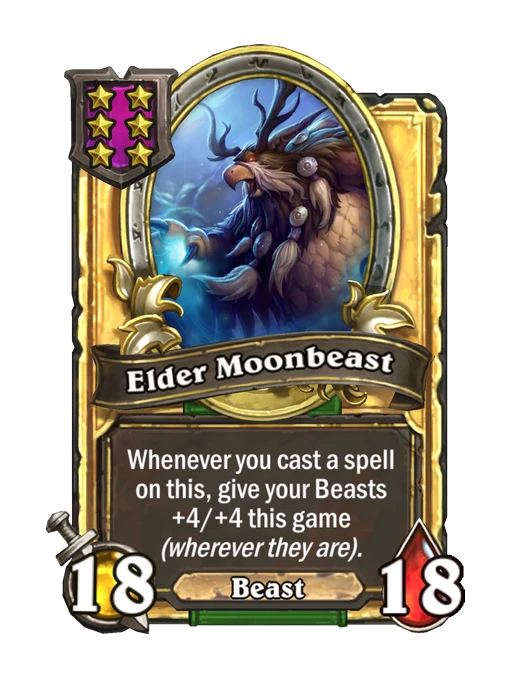 Elder Moonbeast
Whenever you cast a spell
on this, give your Beasts
+4/+4 this game
(wherever they are).
Beast
18
18